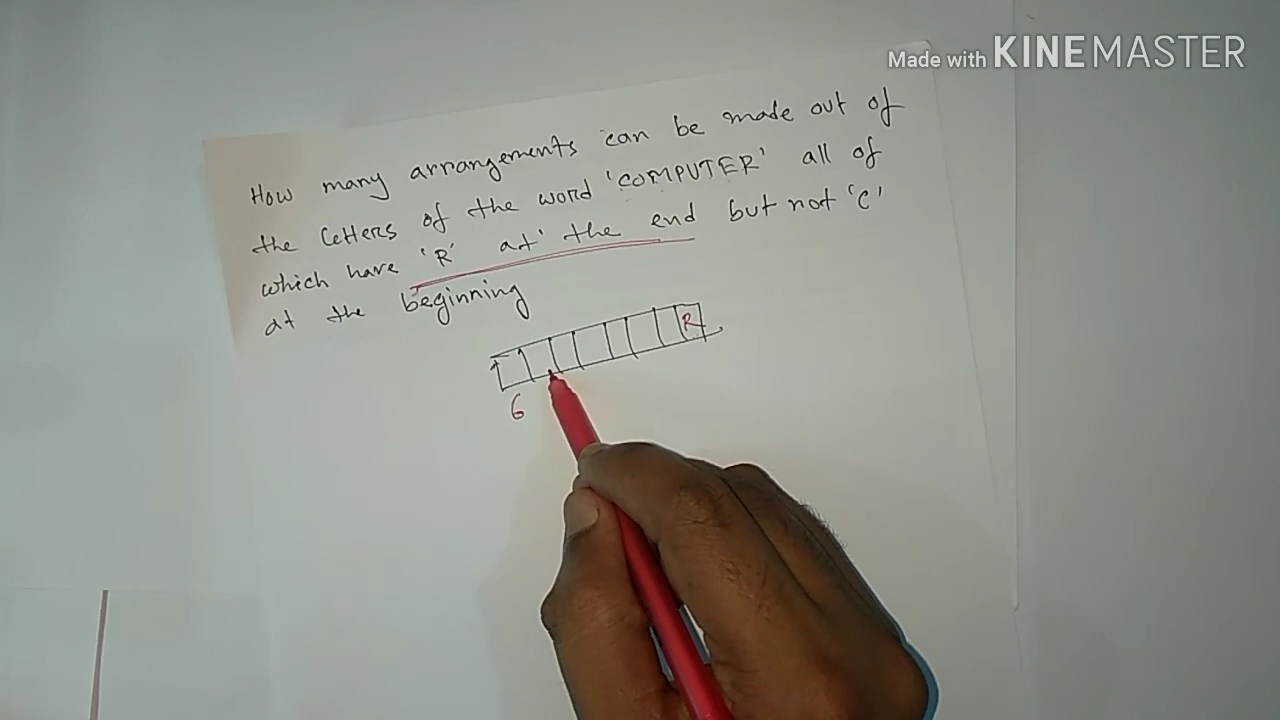 Made with KINEMASTER
How many arrangements can be made out of
the letters of the word 'COMPUTER' all of
which have 'R' at the end but not 'C'
at the beginning
R
6